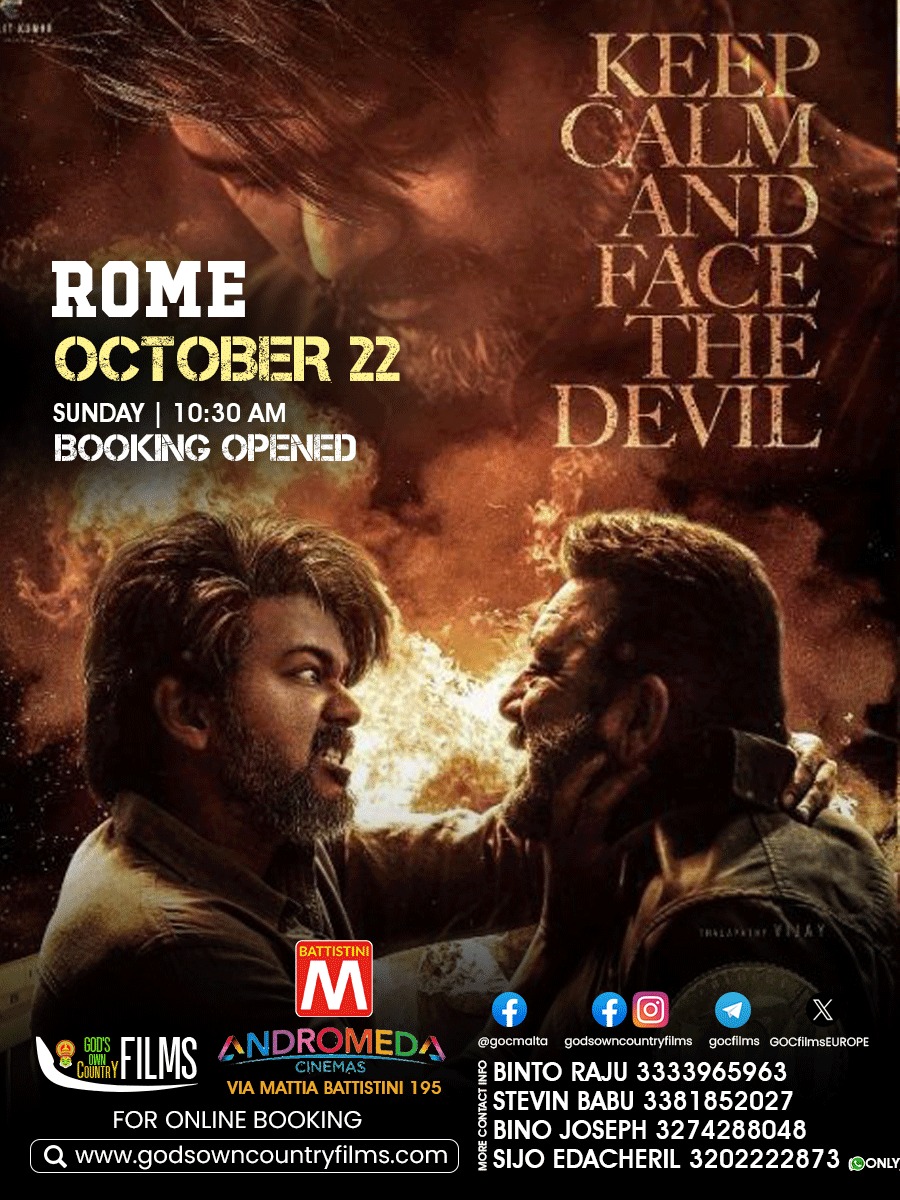 KEEP
CALM
AND
FACE
THE
DEVIL
ROME
OCTOBER 22
SUNDAY | 10:30 AM
BOOKING OPENED
THALAPATHY VIJAY
BATTISTINI
M
GOD'S
OWN
COUNTRY
FILMS
ANDROMEDA
CINEMAS
VIA MATTIA BATTISTINI 195
FOR ONLINE BOOKING
www.godsowncountryfilms.com
@gocmalta
godsowncountryfilms
gocfilms
GOCfilmsEUROPE
MORE CONTACT INFO
BINTO RAJU 3333965963
STEVIN BABU 3381852027
BINO JOSEPH 3274288048
SIJO EDACHERIL 3202222873 ONLY